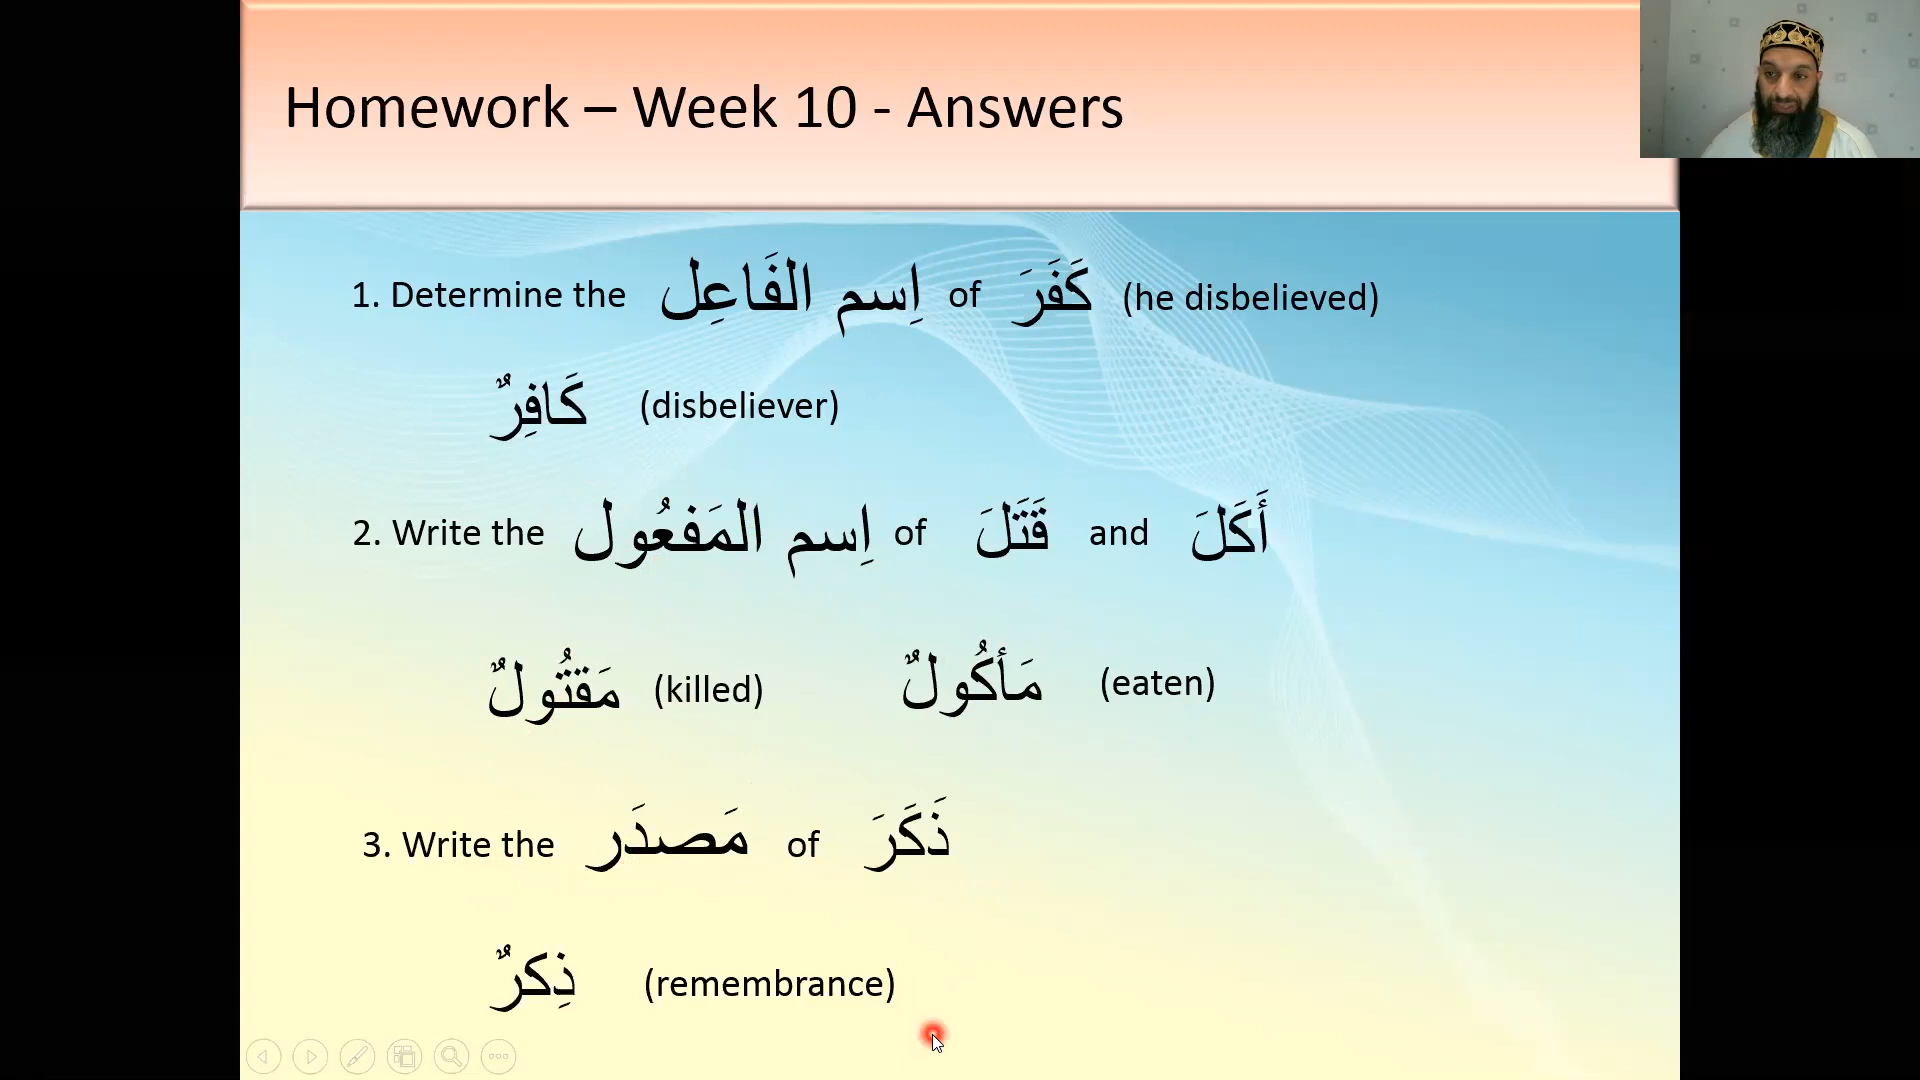 Homework – Week 10 - Answers
1. Determine the اِسم الفَاعِل of كَفَرَ (he disbelieved)
كَافِرٌ (disbeliever)
2. Write the اِسم المَفعُول of قَتَلَ and أَكَلَ
مَقتُولٌ (killed) مَأكُولٌ (eaten)
3. Write the مَصدَر of ذَكَرَ
ذِكرٌ (remembrance)